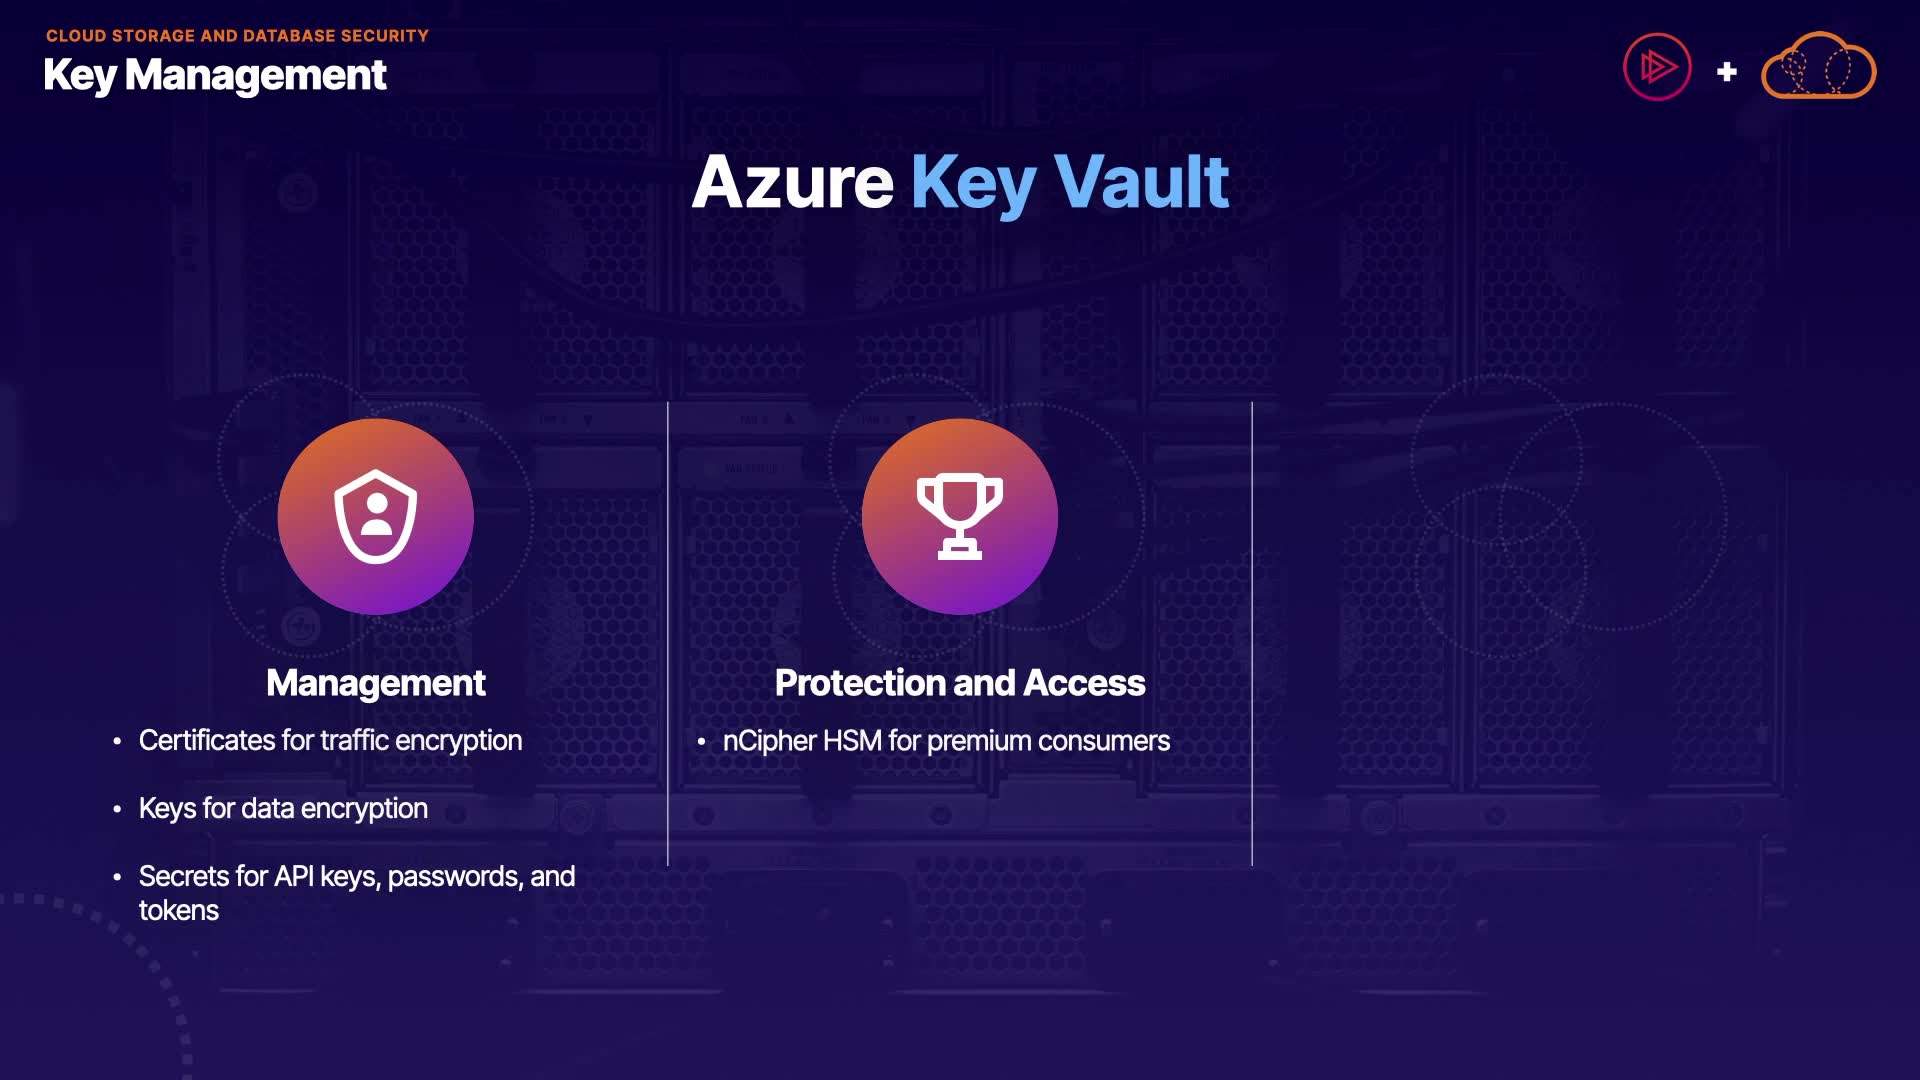 CLOUD STORAGE AND DATABASE SECURITY
Key Management
Azure Key Vault
Management
• Certificates for traffic encryption
• Keys for data encryption
• Secrets for API keys, passwords, and
tokens
Protection and Access
• nCipher HSM for premium consumers